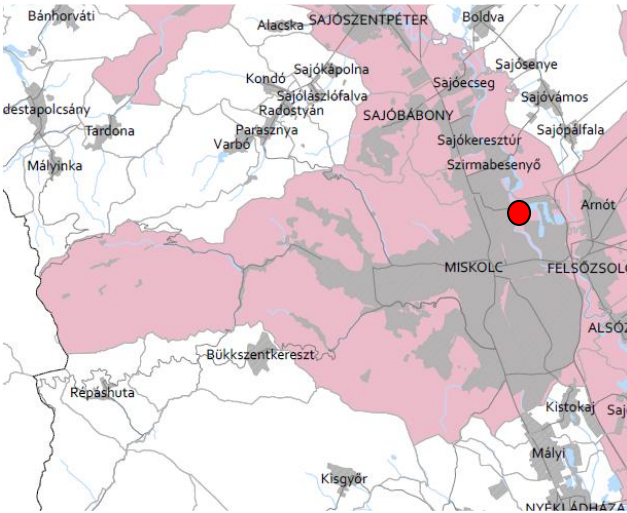 Bánhorváti
Alacska
SAJÓSZENTPÉTER
Boldva
Kondó
Sajókápolna
Sajósenye
Sajóecseg
destapolcsány
Sajólászlófalva
Sajóvámos
Radostyán
SAJÓBÁBONY
Tardona
Parasznya
Sajópálfala
Varbó
Sajókeresztúr
Mályinka
Szirmabesenyő
Arnót
MISKOLC
FELSŐZSOLC
ALSÓZ
Bükkszentkereszt
Répáshuta
Kistokaj
Saj
Mályi
Kisgyőr
NYÉKLÁDHÁZA